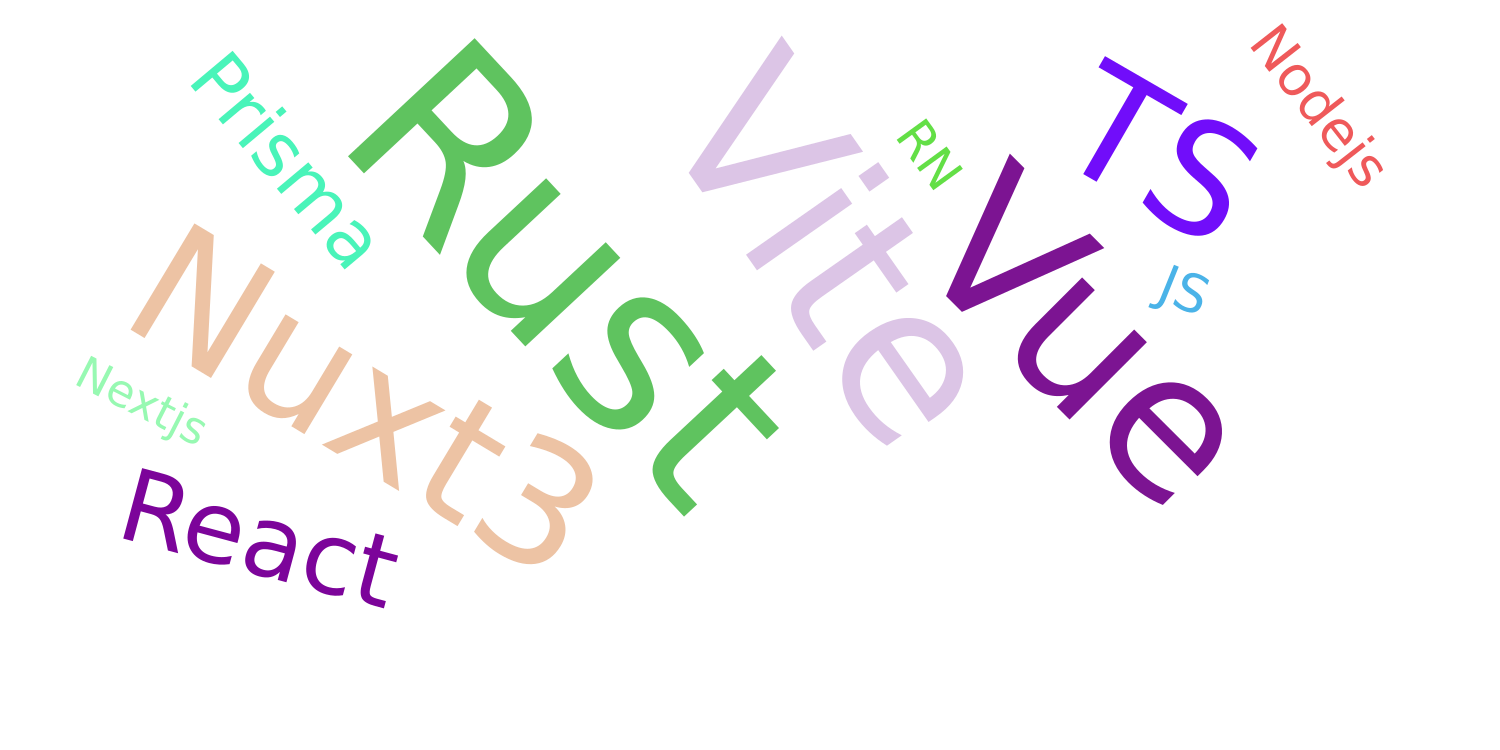 Prisma
Rust
Vite
RN
TS
Nodejs
Vue
JS
Nuxt3
Nextjs
React